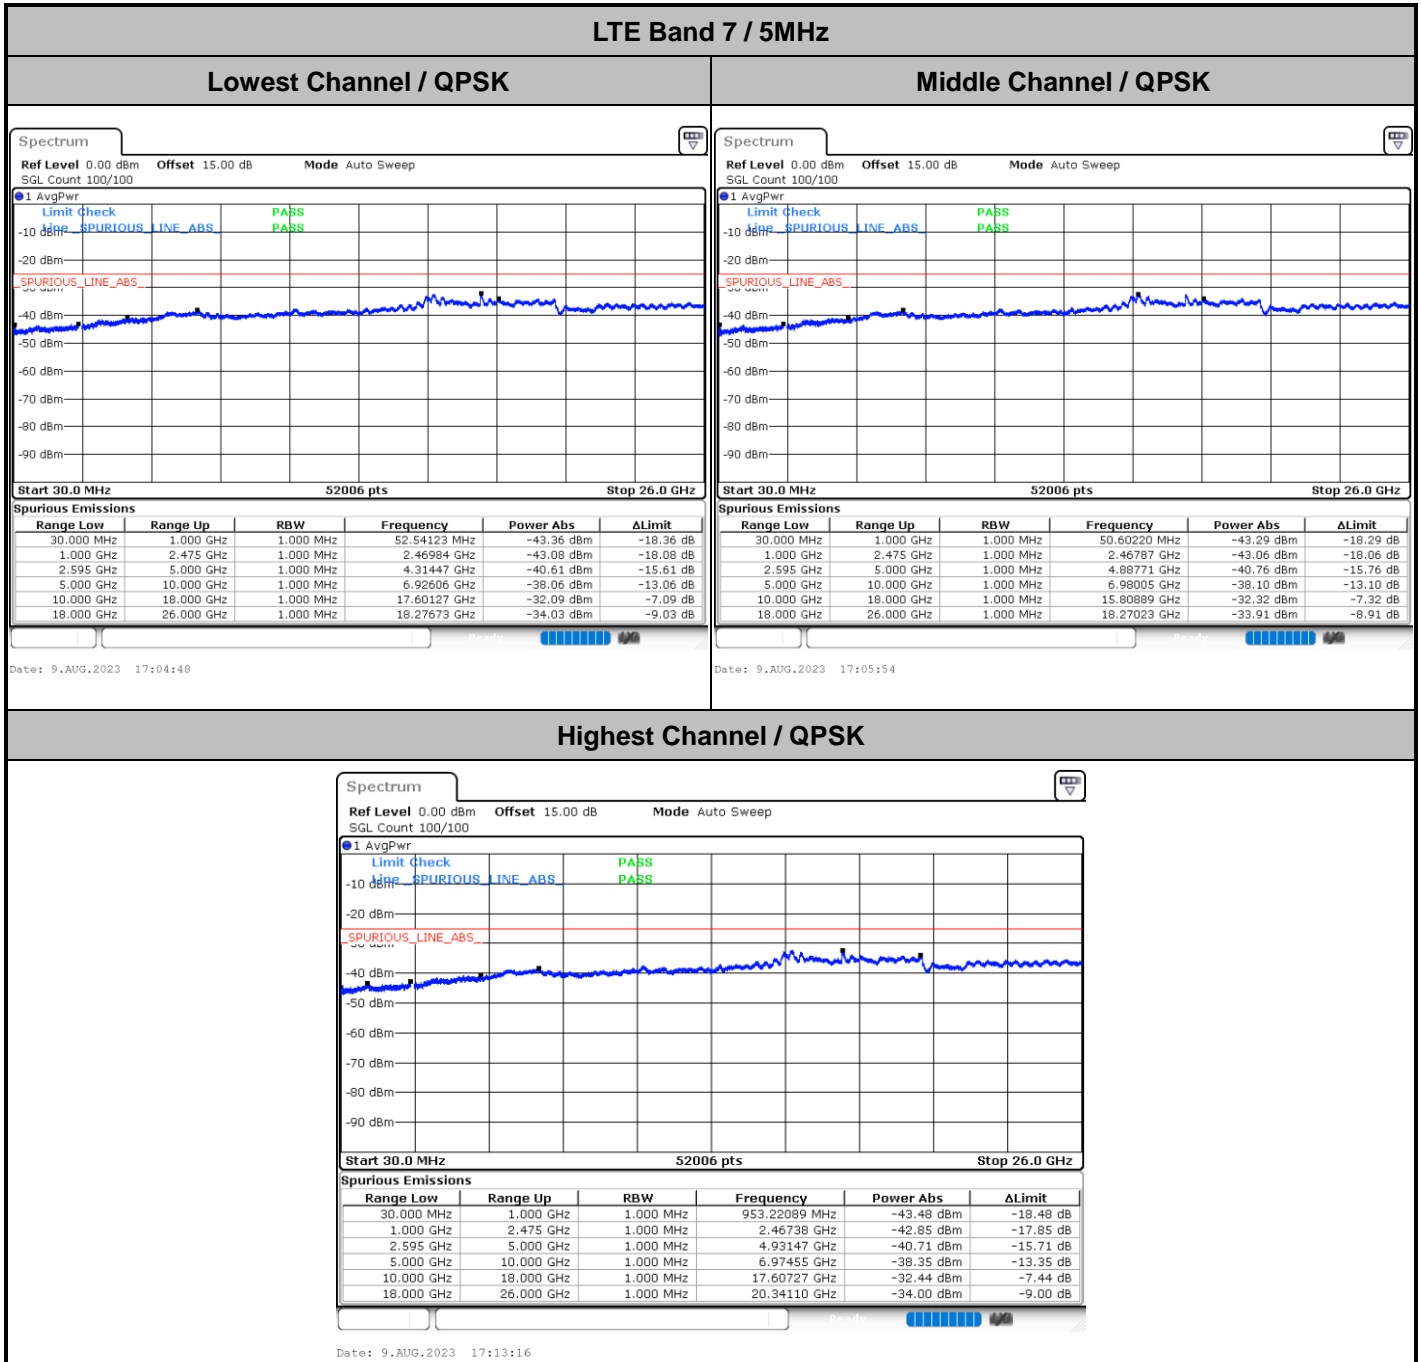 LTE Band 7 / 5MHz
Lowest Channel / QPSK
Middle Channel / QPSK
Spectrum
Ref Level 0.00 dBm Offset 15.00 dB Mode Auto Sweep
SGL Count 100/100
1 AvgPwr
Limit Check PASS
-10 dBm Line _SPURIOUS_LINE_ABS_ PASS
-20 dBm
_SPURIOUS_LINE_ABS_
-30 dBm
-40 dBm
-50 dBm
-60 dBm
-70 dBm
-80 dBm
-90 dBm
Start 30.0 MHz 52006 pts Stop 26.0 GHz
Spurious Emissions
Range Low Range Up RBW Frequency Power Abs ΔLimit
30.000 MHz 1.000 GHz 1.000 MHz 52.54123 MHz -43.36 dBm -18.36 dB
1.000 GHz 2.475 GHz 1.000 MHz 2.46984 GHz -43.08 dBm -18.08 dB
2.595 GHz 5.000 GHz 1.000 MHz 4.31447 GHz -40.61 dBm -15.61 dB
5.000 GHz 10.000 GHz 1.000 MHz 6.92606 GHz -38.06 dBm -13.06 dB
10.000 GHz 18.000 GHz 1.000 MHz 17.60127 GHz -32.09 dBm -7.09 dB
18.000 GHz 26.000 GHz 1.000 MHz 18.27673 GHz -34.03 dBm -9.03 dB
Ready
Date: 9.AUG.2023 17:04:48
Spectrum
Ref Level 0.00 dBm Offset 15.00 dB Mode Auto Sweep
SGL Count 100/100
1 AvgPwr
Limit Check PASS
-10 dBm Line _SPURIOUS_LINE_ABS_ PASS
-20 dBm
_SPURIOUS_LINE_ABS_
-30 dBm
-40 dBm
-50 dBm
-60 dBm
-70 dBm
-80 dBm
-90 dBm
Start 30.0 MHz 52006 pts Stop 26.0 GHz
Spurious Emissions
Range Low Range Up RBW Frequency Power Abs ΔLimit
30.000 MHz 1.000 GHz 1.000 MHz 50.60220 MHz -43.29 dBm -18.29 dB
1.000 GHz 2.475 GHz 1.000 MHz 2.46787 GHz -43.06 dBm -18.06 dB
2.595 GHz 5.000 GHz 1.000 MHz 4.88771 GHz -40.76 dBm -15.76 dB
5.000 GHz 10.000 GHz 1.000 MHz 6.98005 GHz -38.10 dBm -13.10 dB
10.000 GHz 18.000 GHz 1.000 MHz 15.80889 GHz -32.32 dBm -7.32 dB
18.000 GHz 26.000 GHz 1.000 MHz 18.27023 GHz -33.91 dBm -8.91 dB
Ready
Date: 9.AUG.2023 17:05:54
Highest Channel / QPSK
Spectrum
Ref Level 0.00 dBm Offset 15.00 dB Mode Auto Sweep
SGL Count 100/100
1 AvgPwr
Limit Check PASS
-10 dBm Line _SPURIOUS_LINE_ABS_ PASS
-20 dBm
_SPURIOUS_LINE_ABS_
-30 dBm
-40 dBm
-50 dBm
-60 dBm
-70 dBm
-80 dBm
-90 dBm
Start 30.0 MHz 52006 pts Stop 26.0 GHz
Spurious Emissions
Range Low Range Up RBW Frequency Power Abs ΔLimit
30.000 MHz 1.000 GHz 1.000 MHz 953.22089 MHz -43.48 dBm -18.48 dB
1.000 GHz 2.475 GHz 1.000 MHz 2.46738 GHz -42.85 dBm -17.85 dB
2.595 GHz 5.000 GHz 1.000 MHz 4.93147 GHz -40.71 dBm -15.71 dB
5.000 GHz 10.000 GHz 1.000 MHz 6.97455 GHz -38.35 dBm -13.35 dB
10.000 GHz 18.000 GHz 1.000 MHz 17.60727 GHz -32.44 dBm -7.44 dB
18.000 GHz 26.000 GHz 1.000 MHz 20.34110 GHz -34.00 dBm -9.00 dB
Ready
Date: 9.AUG.2023 17:13:16